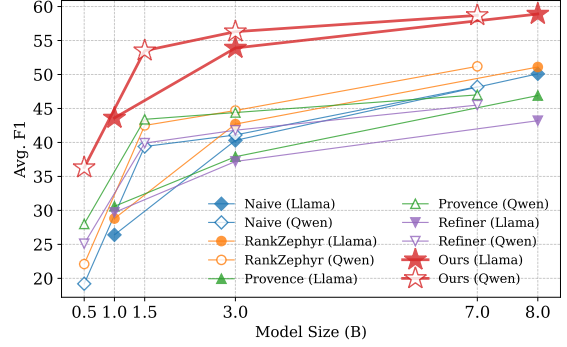 60
55
50
45
40
35
30
25
20
Avg. F1
Naive (Llama)
Naive (Qwen)
RankZephyr (Llama)
RankZephyr (Qwen)
Provence (Llama)
Provence (Qwen)
Refiner (Llama)
Refiner (Qwen)
Ours (Llama)
Ours (Qwen)
0.5 1.0 1.5 3.0 7.0 8.0
Model Size (B)